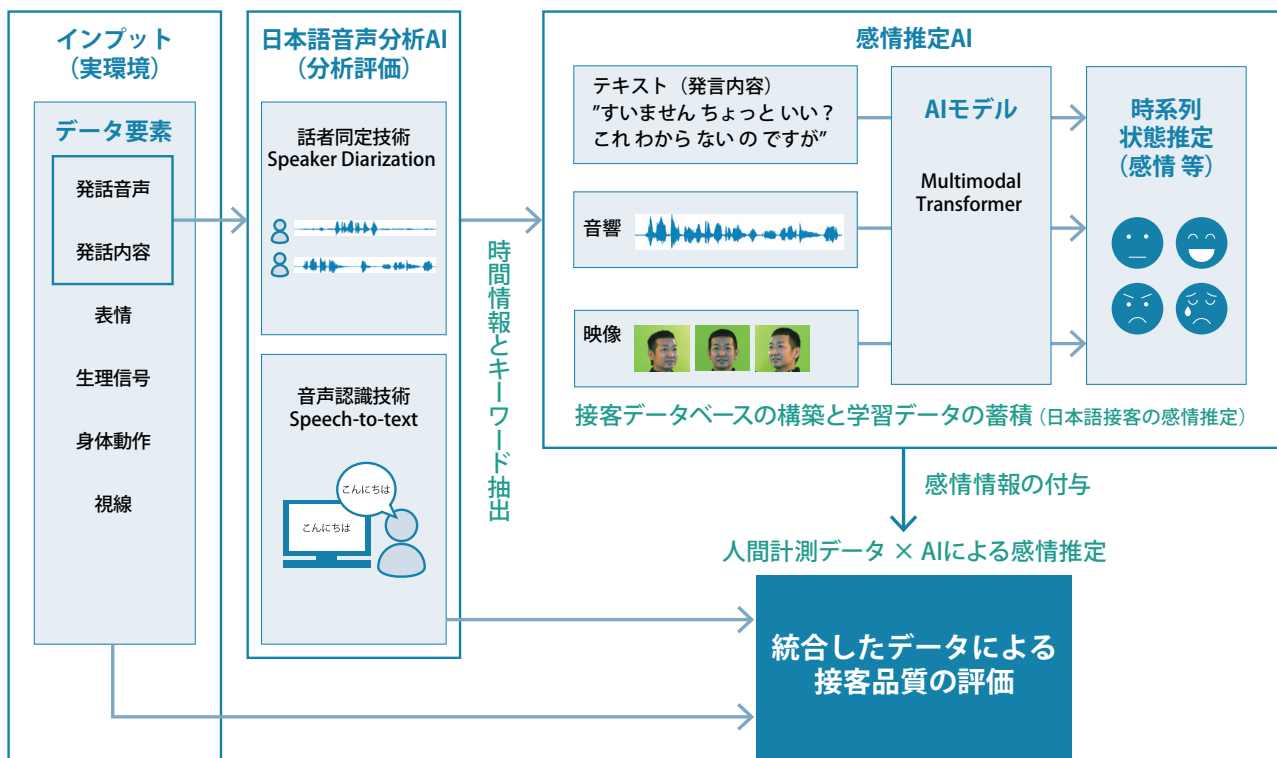 インプット
（実環境）
データ要素
発話音声
発話内容
表情
生理信号
身体動作
視線
日本語音声分析AI
（分析評価）
話者同定技術
Speaker Diarization
音声認識技術
Speech-to-text
こんにちは
こんにちは
時間情報とキーワード抽出
感情推定AI
テキスト（発言内容）
”すいません ちょっと いい？
これ わから ない の ですが”
音響
映像
AIモデル
Multimodal
Transformer
時系列
状態推定
（感情 等）
接客データベースの構築と学習データの蓄積（日本語接客の感情推定）
感情情報の付与
人間計測データ × AIによる感情推定
統合したデータによる
接客品質の評価